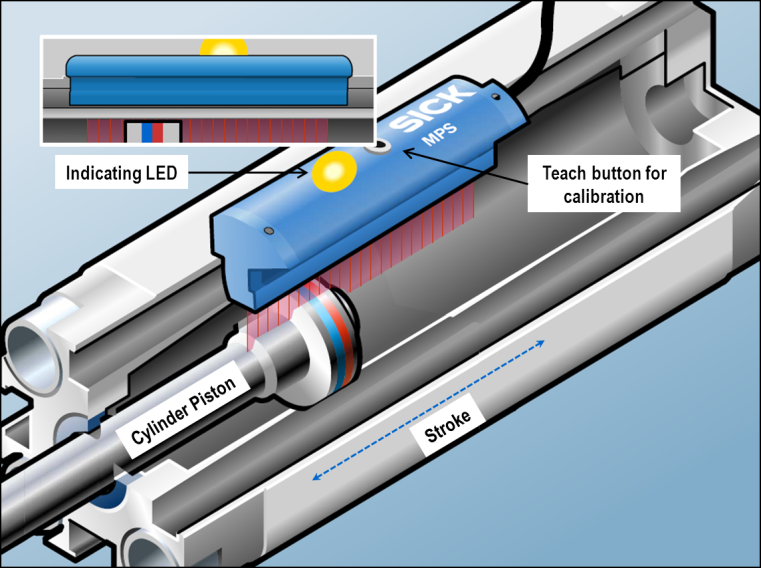 SICK
MPS
Indicating LED
Teach button for
calibration
Cylinder Piston
Stroke